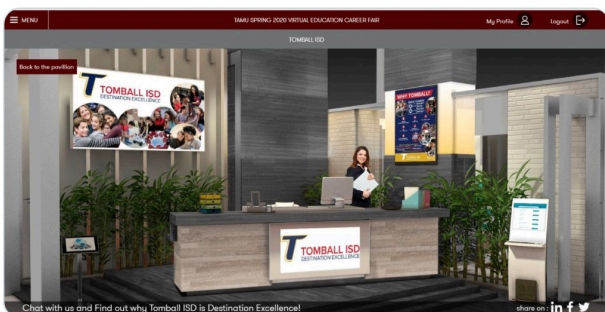 MENU
TAMU SPRING 2020 VIRTUAL EDUCATION CAREER FAIR
My Profile
Logout
TOMBALL ISD
Back to the pavillion
TOMBALL ISD
DESTINATION EXCELLENCE
WHY TOMBALL?
TOMBALL ISD
DESTINATION EXCELLENCE
Chat with us and Find out why Tomball ISD is Destination Excellence!
share on :